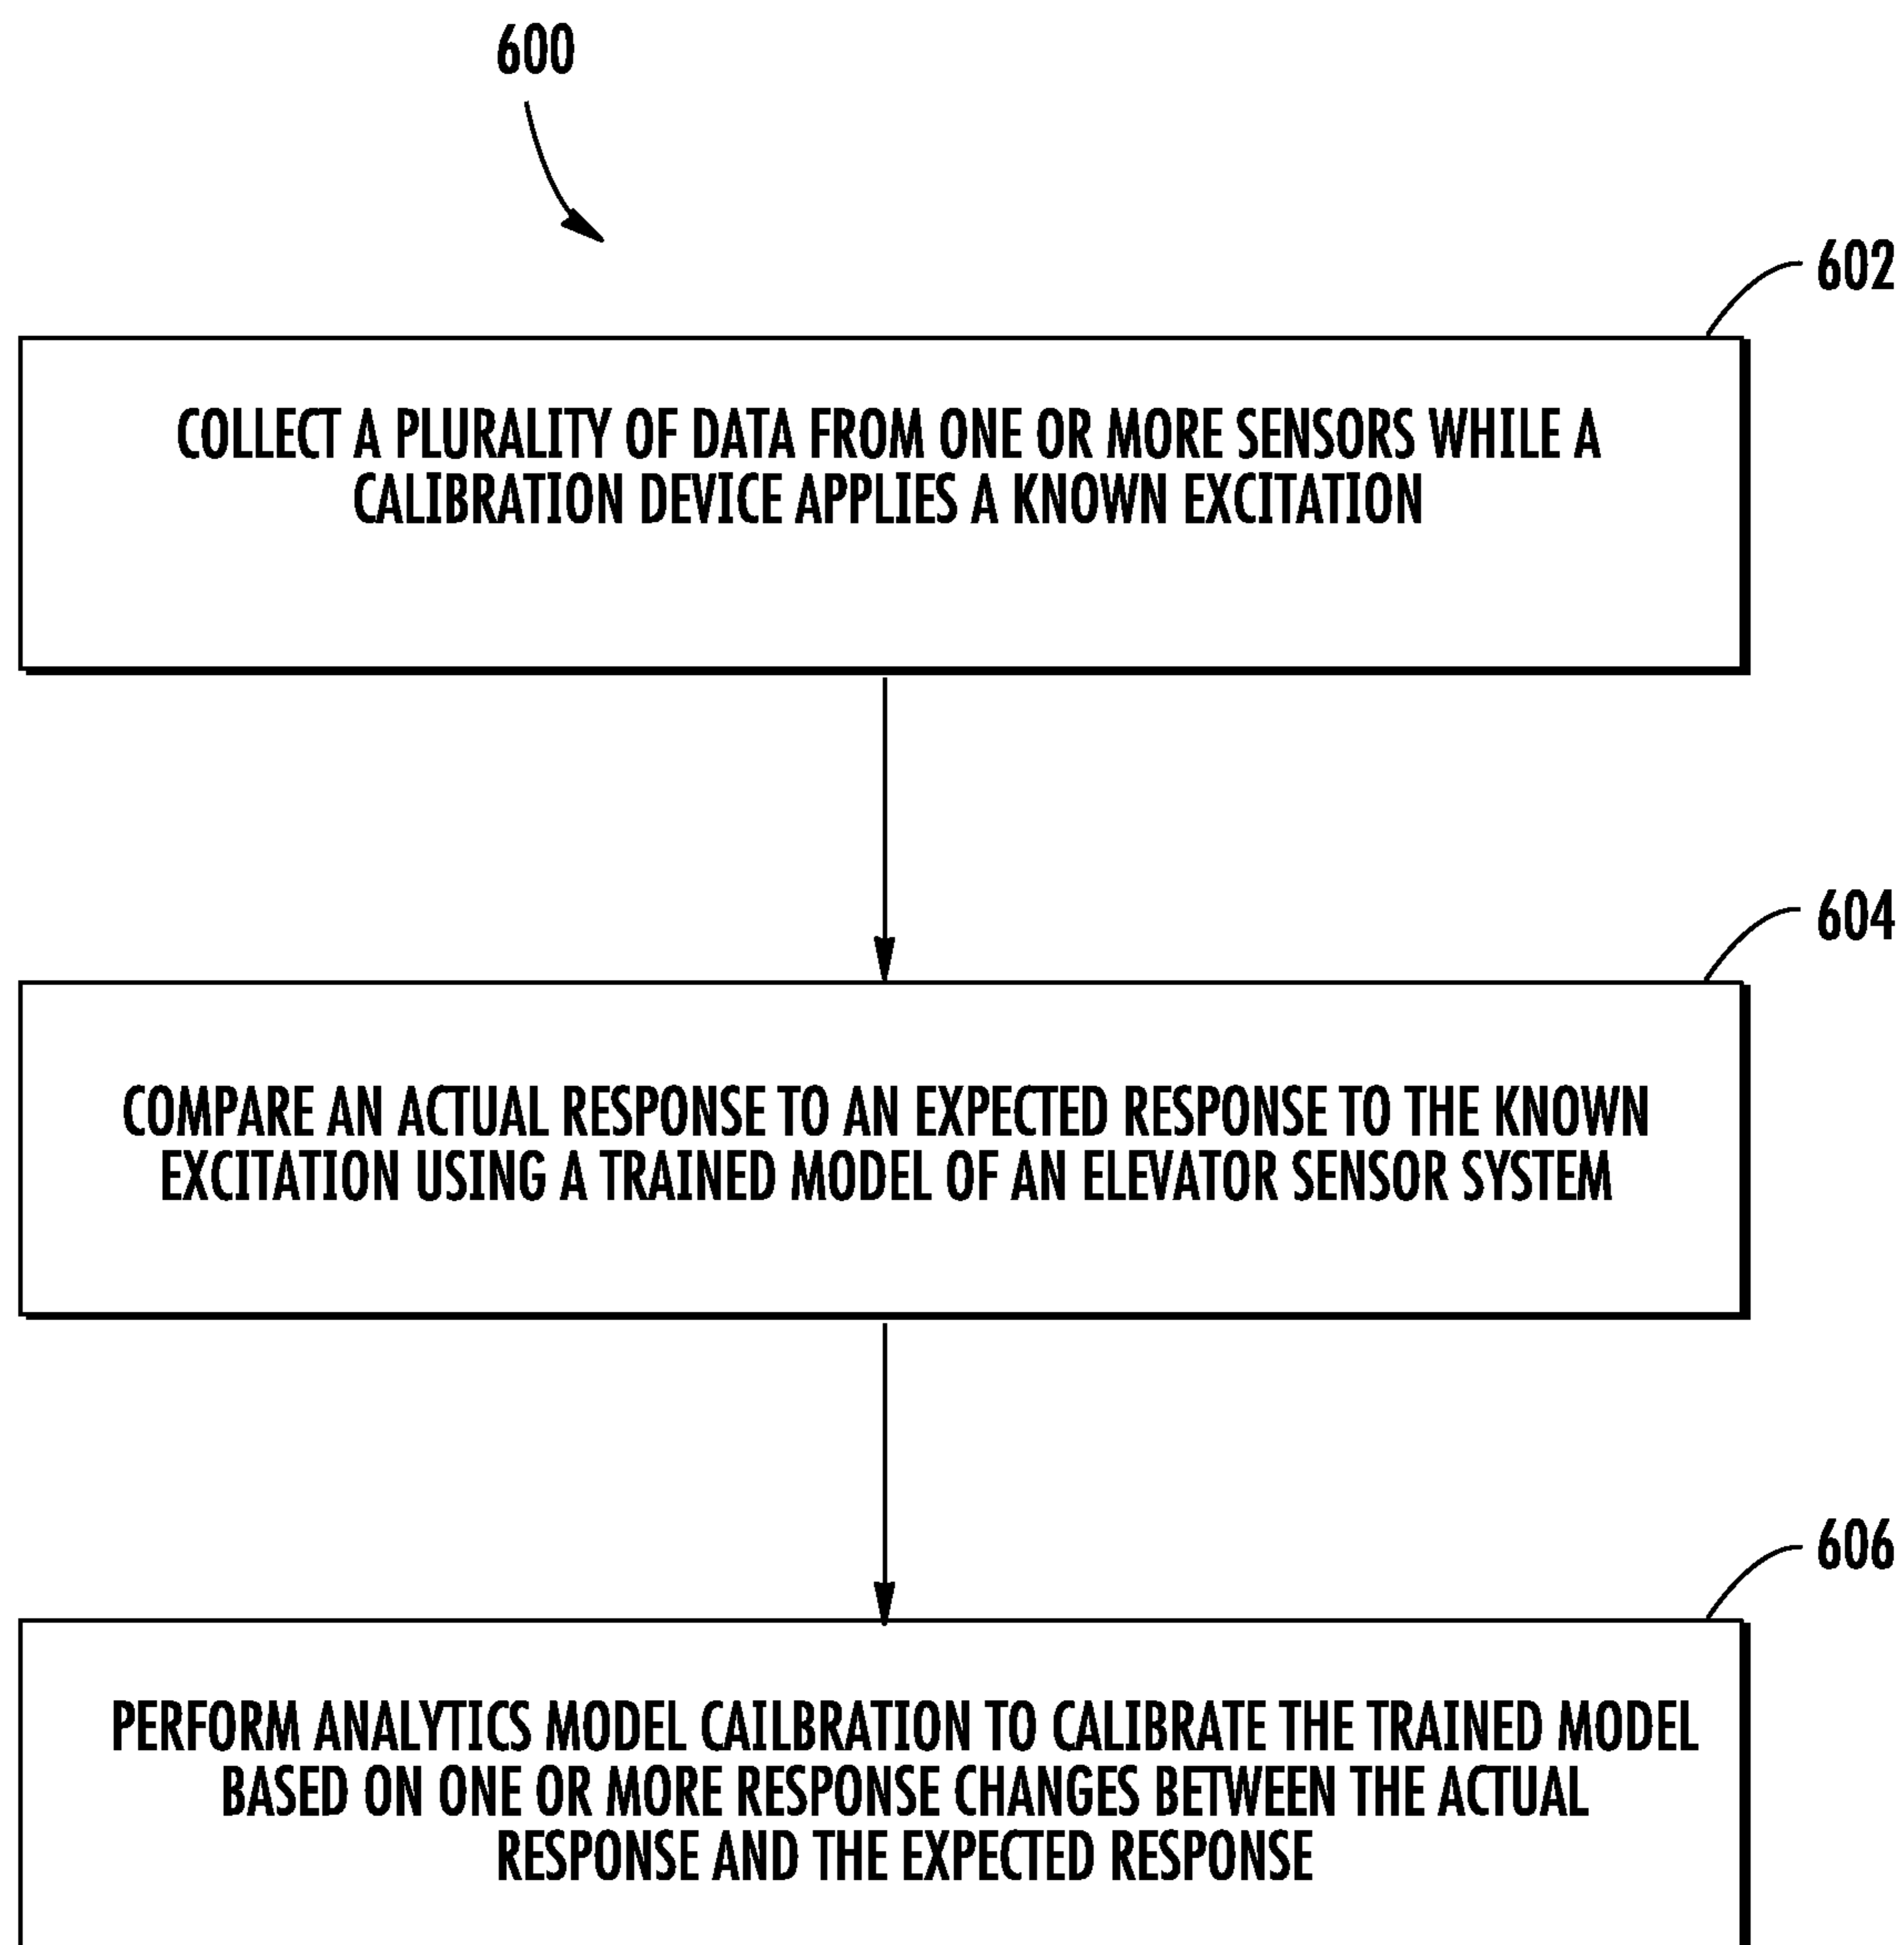 600
602
COLLECT A PLURALITY OF DATA FROM ONE OR MORE SENSORS WHILE A
CALIBRATION DEVICE APPLIES A KNOWN EXCITATION
604
COMPARE AN ACTUAL RESPONSE TO AN EXPECTED RESPONSE TO THE KNOWN
EXCITATION USING A TRAINED MODEL OF AN ELEVATOR SENSOR SYSTEM
606
PERFORM ANALYTICS MODEL CAILBRATION TO CALIBRATE THE TRAINED MODEL
BASED ON ONE OR MORE RESPONSE CHANGES BETWEEN THE ACTUAL
RESPONSE AND THE EXPECTED RESPONSE